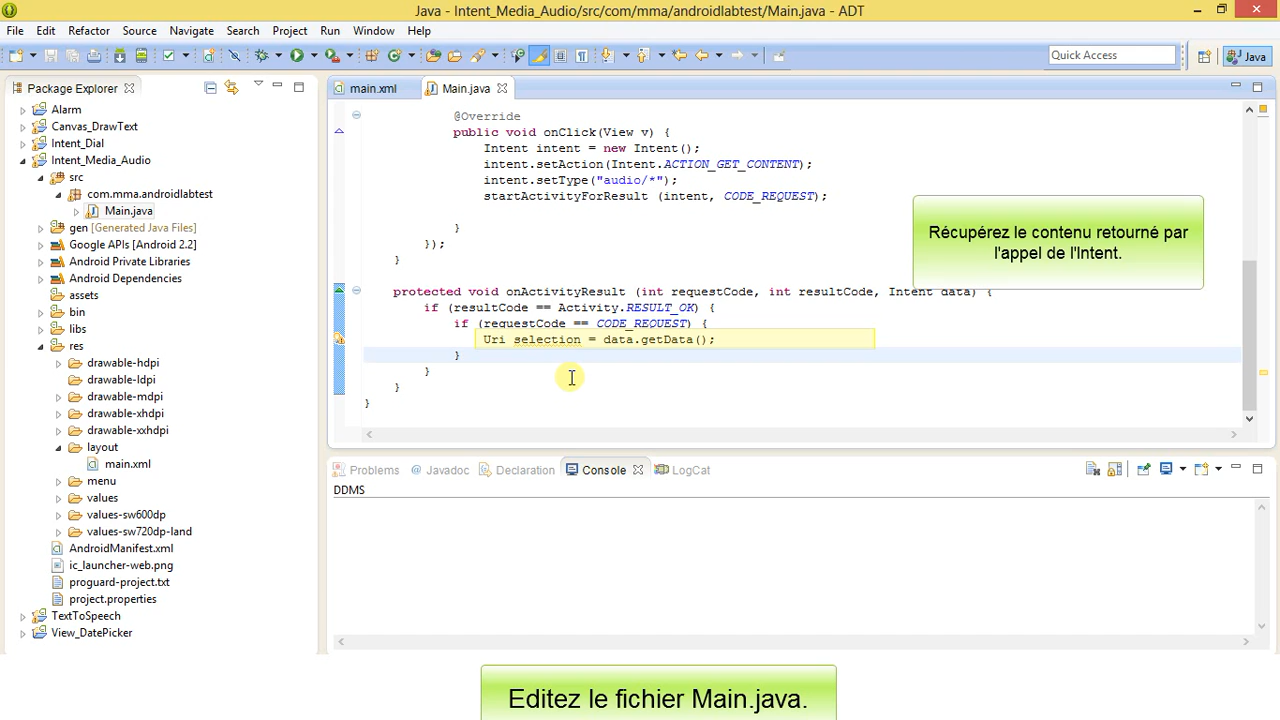 Java - Intent_Media_Audio/src/com/mma/androidlabtest/Main.java - ADT
File Edit Refactor Source Navigate Search Project Run Window Help
Quick Access
Java
Package Explorer
Alarm
Canvas_DrawText
Intent_Dial
Intent_Media_Audio
src
com.mma.androidlabtest
Main.java
gen [Generated Java Files]
Google APIs [Android 2.2]
Android Private Libraries
Android Dependencies
assets
bin
libs
res
drawable-hdpi
drawable-ldpi
drawable-mdpi
drawable-xhdpi
drawable-xxhdpi
layout
main.xml
menu
values
values-sw600dp
values-sw720dp-land
AndroidManifest.xml
ic_launcher-web.png
proguard-project.txt
project.properties
TextToSpeech
View_DatePicker
main.xml
Main.java
@Override
public void onClick(View v) {
Intent intent = new Intent();
intent.setAction(Intent.ACTION_GET_CONTENT);
intent.setType("audio/*");
startActivityForResult (intent, CODE_REQUEST);
}
});
}
protected void onActivityResult (int requestCode, int resultCode, Intent data) {
if (resultCode == Activity.RESULT_OK) {
if (requestCode == CODE_REQUEST) {
Uri selection = data.getData();
}
}
}
}
Récupérez le contenu retourné par
l'appel de l'Intent.
Problems @ Javadoc Declaration Console LogCat
DDMS
Editez le fichier Main.java.